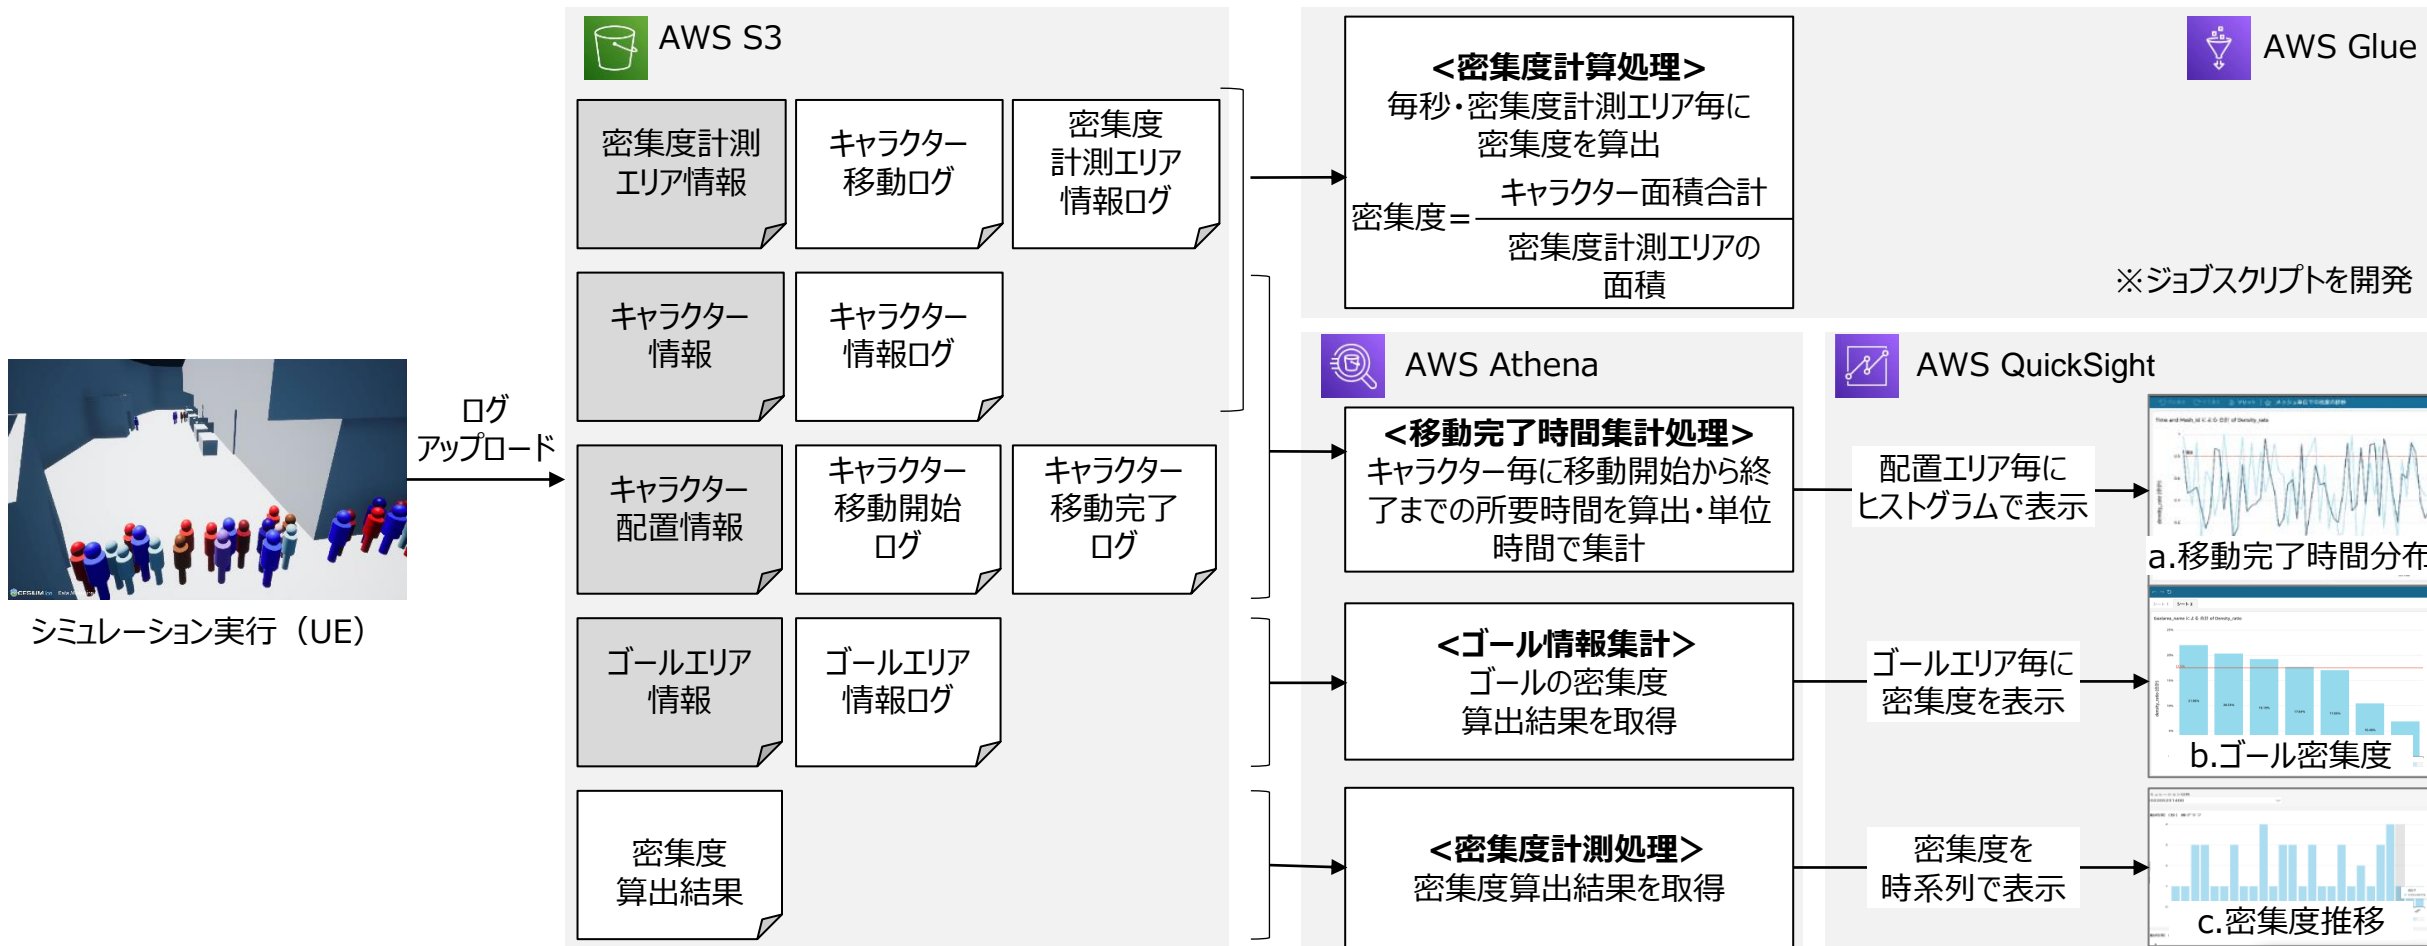 AWS S3
密集度計測
エリア情報
キャラクター
移動ログ
密集度
計測エリア
情報ログ
キャラクター
情報
キャラクター
情報ログ
キャラクター
配置情報
キャラクター
移動開始
ログ
キャラクター
移動完了
ログ
ゴールエリア
情報
ゴールエリア
情報ログ
密集度
算出結果
ログ
アップロード
シミュレーション実行（UE）
AWS Glue
<密集度計算処理>
毎秒・密集度計測エリア毎に
密集度を算出
密集度=
キャラクター面積合計
密集度計測エリアの
面積
※ジョブスクリプトを開発
AWS Athena
<移動完了時間集計処理>
キャラクター毎に移動開始から終
了までの所要時間を算出・単位
時間で集計
<ゴール情報集計>
ゴールの密集度
算出結果を取得
<密集度計測処理>
密集度算出結果を取得
AWS QuickSight
配置エリア毎に
ヒストグラムで表示
a.移動完了時間分布
ゴールエリア毎に
密集度を表示
b.ゴール密集度
密集度を
時系列で表示
c.密集度推移